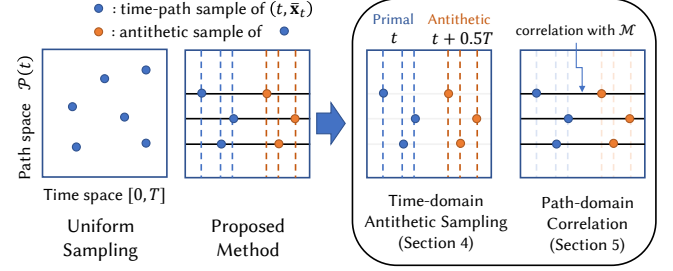 : time-path sample of (t, x̄ₜ)
: antithetic sample of
Path space 𝒫(t)
Time space [0, T]
Uniform
Sampling
Proposed
Method
Primal
t
Antithetic
t + 0.5T
Time-domain
Antithetic Sampling
(Section 4)
correlation with ℳ
Path-domain
Correlation
(Section 5)